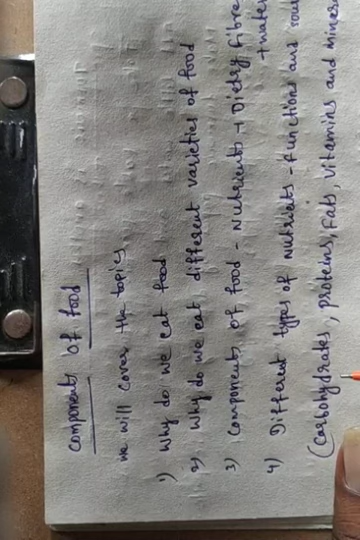 Components of food
we will cover the topics
1) Why do we eat food
2) Why do we eat different varieties of food
3) Components of food - Nutrients + Dietry fibre
+ water
4) Different types of nutrients - functions and
(carbohydrates, proteins, Fats, vitamins and